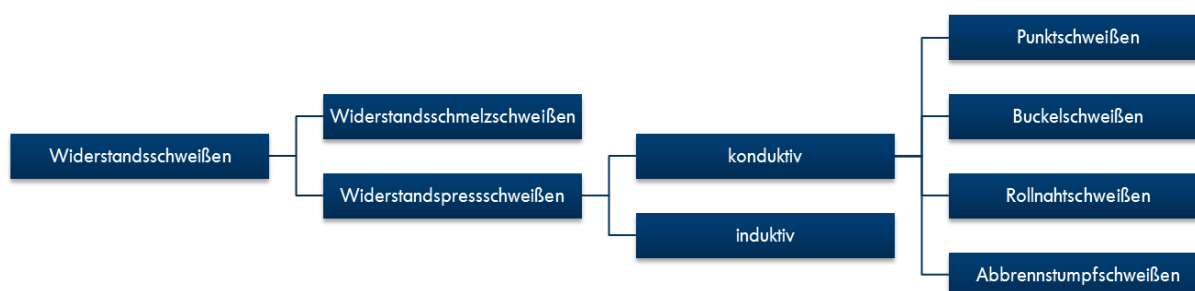 Widerstandsschweißen
Widerstandsschmelzschweißen
Widerstandspressschweißen
konduktiv
induktiv
Punktschweißen
Buckelschweißen
Rollnahtschweißen
Abbrennstumpfschweißen